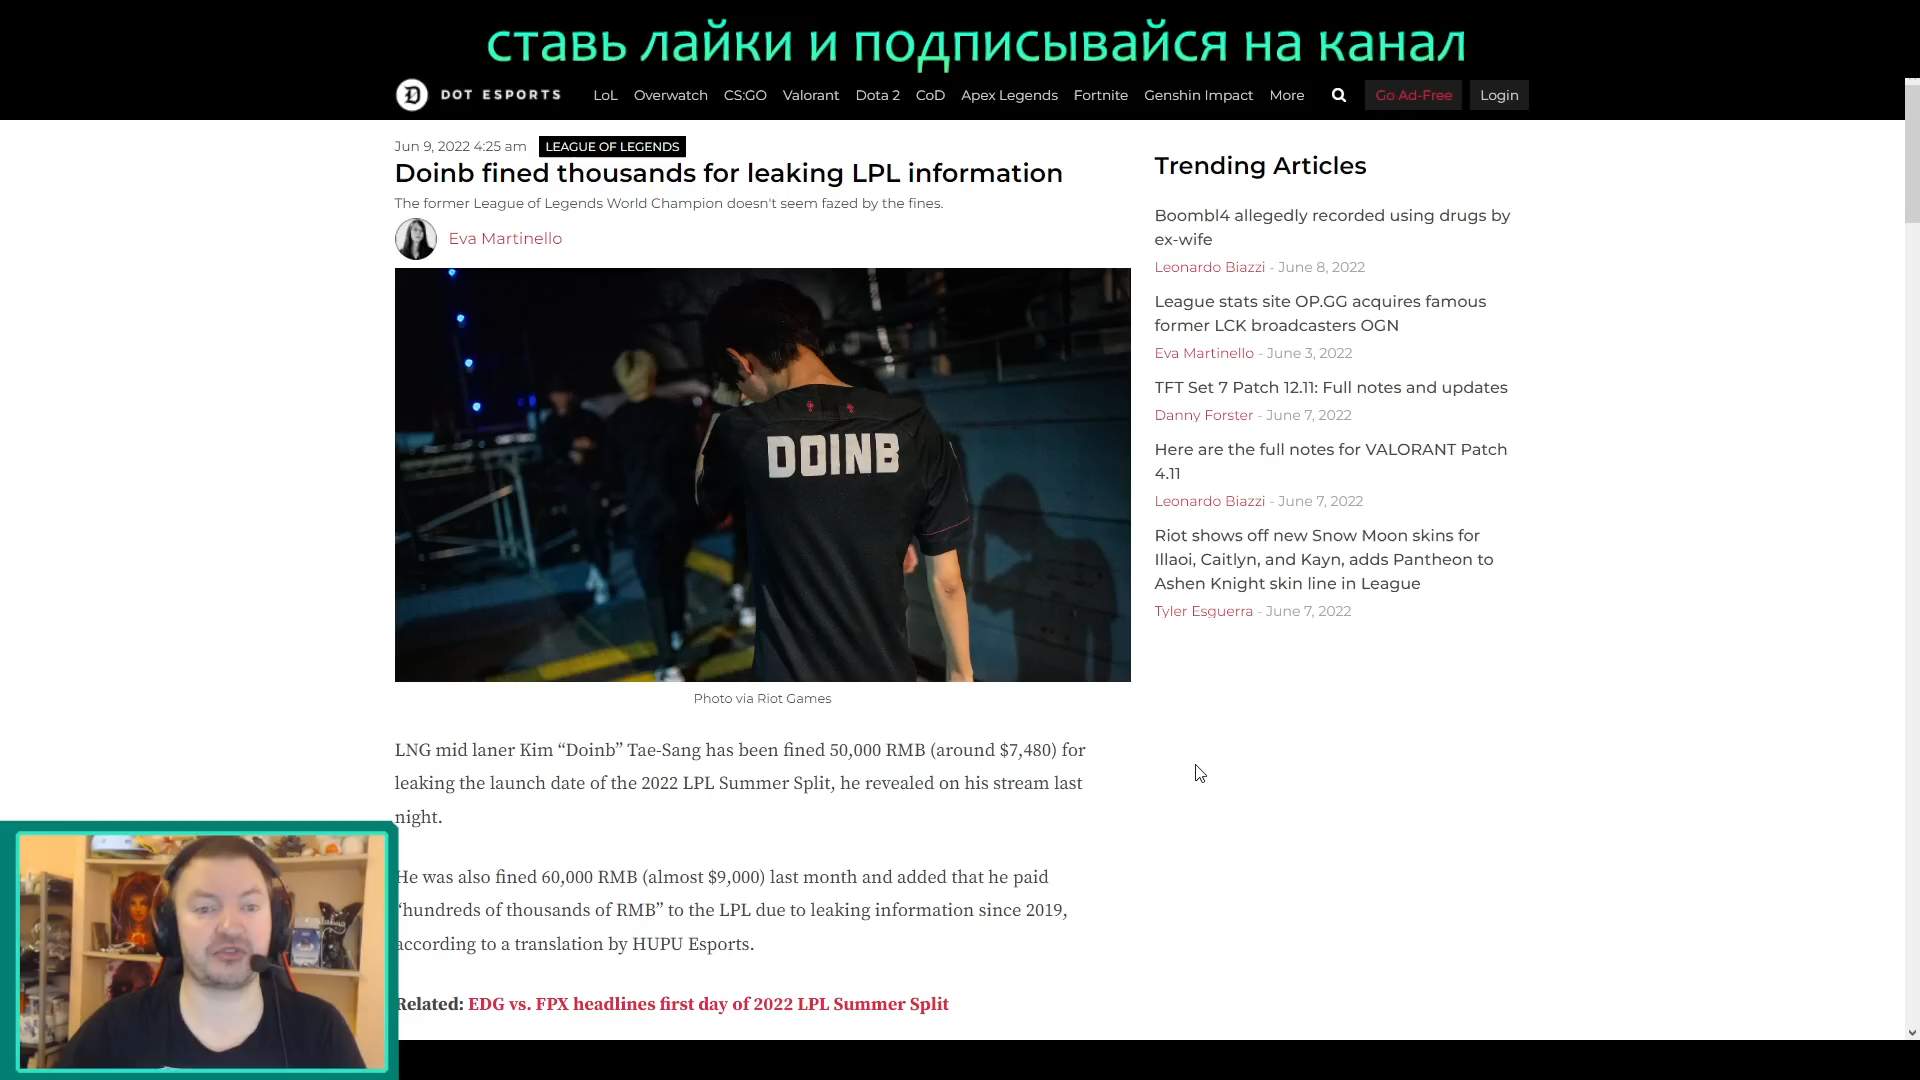 ставь лайки и подписывайся на канал
DOT ESPORTS
LoL Overwatch CS:GO Valorant Dota 2 CoD Apex Legends Fortnite Genshin Impact More Go Ad-Free Login
Jun 9, 2022 4:25 am LEAGUE OF LEGENDS
Doinb fined thousands for leaking LPL information
The former League of Legends World Champion doesn't seem fazed by the fines.
Eva Martinello
DOINB
Photo via Riot Games
LNG mid laner Kim “Doinb” Tae-Sang has been fined 50,000 RMB (around $7,480) for
leaking the launch date of the 2022 LPL Summer Split, he revealed on his stream last
night.
He was also fined 60,000 RMB (almost $9,000) last month and added that he paid
“hundreds of thousands of RMB” to the LPL due to leaking information since 2019,
according to a translation by HUPU Esports.
Related: EDG vs. FPX headlines first day of 2022 LPL Summer Split
Trending Articles
Boombl4 allegedly recorded using drugs by
ex-wife
Leonardo Biazzi - June 8, 2022
League stats site OP.GG acquires famous
former LCK broadcasters OGN
Eva Martinello - June 3, 2022
TFT Set 7 Patch 12.11: Full notes and updates
Danny Forster - June 7, 2022
Here are the full notes for VALORANT Patch
4.11
Leonardo Biazzi - June 7, 2022
Riot shows off new Snow Moon skins for
Illaoi, Caitlyn, and Kayn, adds Pantheon to
Ashen Knight skin line in League
Tyler Esguerra - June 7, 2022